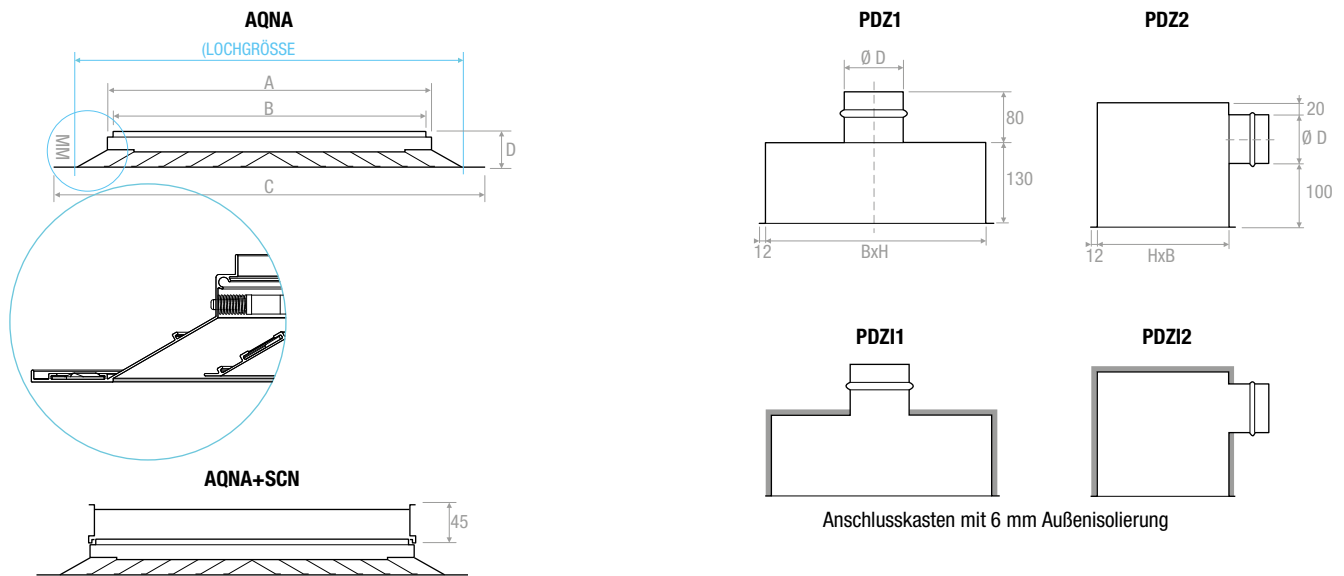 AQNA
(LOCHGRÖSSE
A
B
MM
D
C
AQNA+SCN
45
PDZ1
Ø D
80
130
12
BxH
PDZ2
20
Ø D
100
12
HxB
PDZI1
PDZI2
Anschlusskasten mit 6 mm Außenisolierung